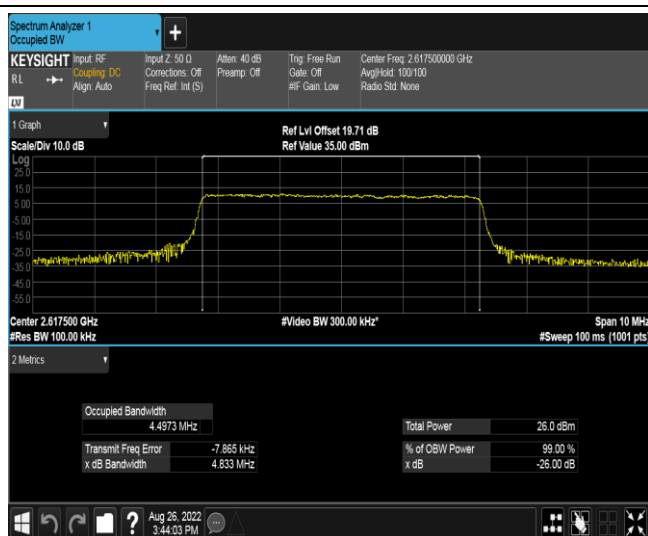 Spectrum Analyzer 1
Occupied BW
KEYSIGHT
RL
LXI
Input: RF
Coupling: DC
Align: Auto
Input Z: 50 Ω
Corrections: Off
Freq Ref: Int (S)
Atten: 40 dB
Preamp: Off
Trig: Free Run
Gate: Off
#IF Gain: Low
Center Freq: 2.617500000 GHz
Avg|Hold: 100/100
Radio Std: None
1 Graph
Scale/Div 10.0 dB
Ref Lvl Offset 19.71 dB
Ref Value 35.00 dBm
Log
25.0
15.0
5.00
-5.00
-15.0
-25.0
-35.0
-45.0
-55.0
Center 2.617500 GHz
#Res BW 100.00 kHz
#Video BW 300.00 kHz*
Span 10 MHz
#Sweep 100 ms (1001 pts)
2 Metrics
Occupied Bandwidth
4.4973 MHz
Transmit Freq Error -7.865 kHz
x dB Bandwidth 4.833 MHz
Total Power 26.0 dBm
% of OBW Power 99.00 %
x dB -26.00 dB
?
Aug 26, 2022
3:44:03 PM